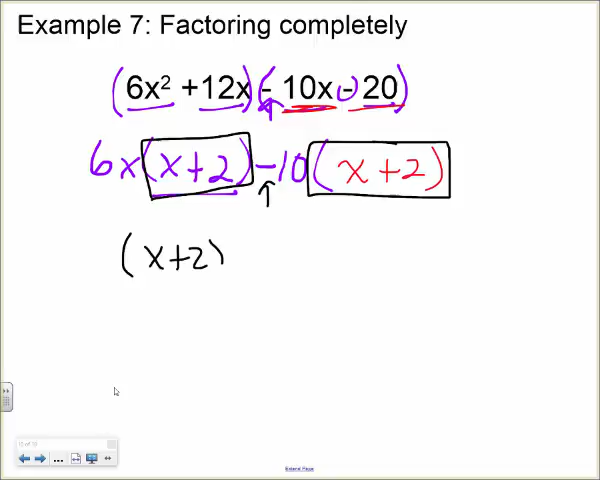 Example 7: Factoring completely
(6x² +12x) (- 10x - 20)
6x(x+2) -10(x+2)
(x+2)